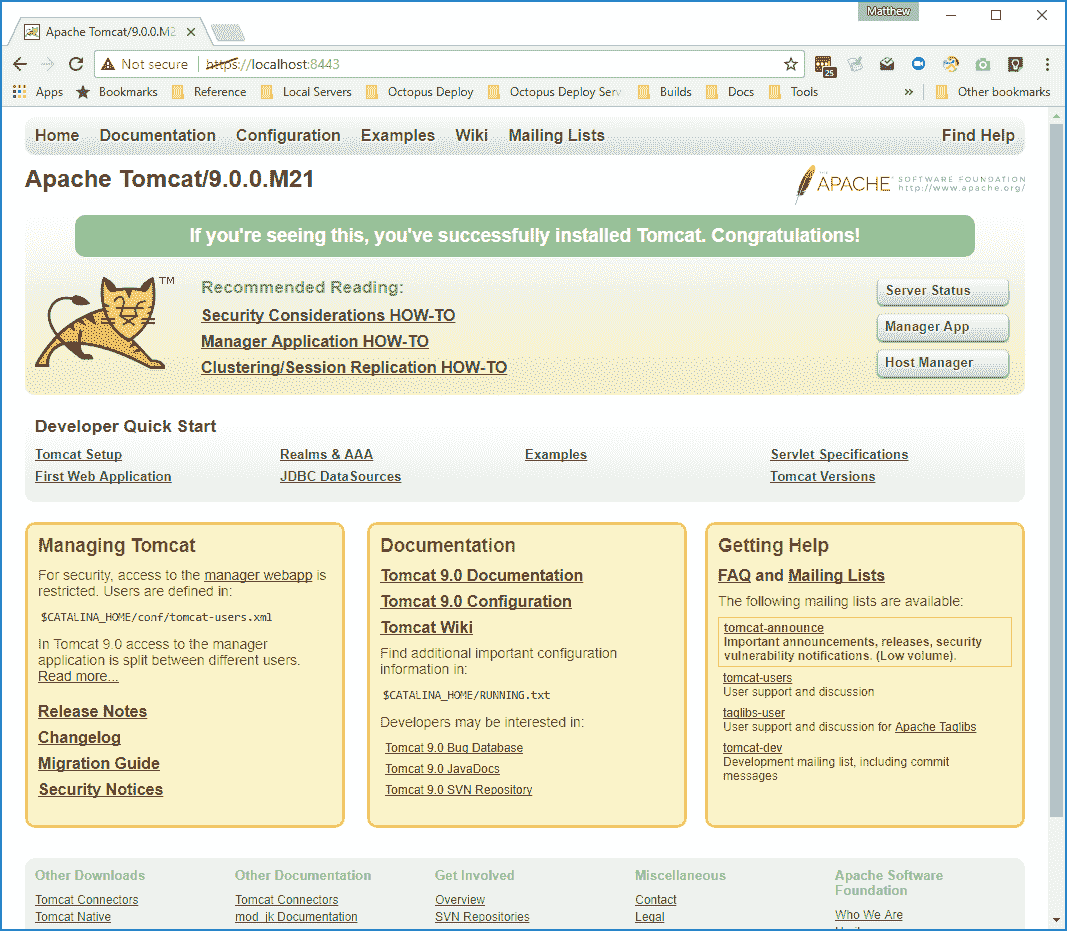 Matthew
Apache Tomcat/9.0.0.M2
Not secure
https://localhost:8443
25
Apps
Bookmarks
Reference
Local Servers
Octopus Deploy
Octopus Deploy Serv
Builds
Docs
Tools
»
Other bookmarks
Home
Documentation
Configuration
Examples
Wiki
Mailing Lists
Find Help
Apache Tomcat/9.0.0.M21
THE
APACHE
SOFTWARE FOUNDATION
http://www.apache.org/
If you're seeing this, you've successfully installed Tomcat. Congratulations!
TM
Recommended Reading:
Security Considerations HOW-TO
Manager Application HOW-TO
Clustering/Session Replication HOW-TO
Server Status
Manager App
Host Manager
Developer Quick Start
Tomcat Setup
First Web Application
Realms & AAA
JDBC DataSources
Examples
Servlet Specifications
Tomcat Versions
Managing Tomcat
For security, access to the manager webapp is
restricted. Users are defined in:
$CATALINA_HOME/conf/tomcat-users.xml
In Tomcat 9.0 access to the manager
application is split between different users.
Read more...
Release Notes
Changelog
Migration Guide
Security Notices
Documentation
Tomcat 9.0 Documentation
Tomcat 9.0 Configuration
Tomcat Wiki
Find additional important configuration
information in:
$CATALINA_HOME/RUNNING.txt
Developers may be interested in:
Tomcat 9.0 Bug Database
Tomcat 9.0 JavaDocs
Tomcat 9.0 SVN Repository
Getting Help
FAQ and Mailing Lists
The following mailing lists are available:
tomcat-announce
Important announcements, releases, security
vulnerability notifications. (Low volume).
tomcat-users
User support and discussion
taglibs-user
User support and discussion for Apache Taglibs
tomcat-dev
Development mailing list, including commit
messages
Other Downloads
Tomcat Connectors
Tomcat Native
Other Documentation
Tomcat Connectors
mod_jk Documentation
Get Involved
Overview
SVN Repositories
Miscellaneous
Contact
Legal
Apache Software
Foundation
Who We Are